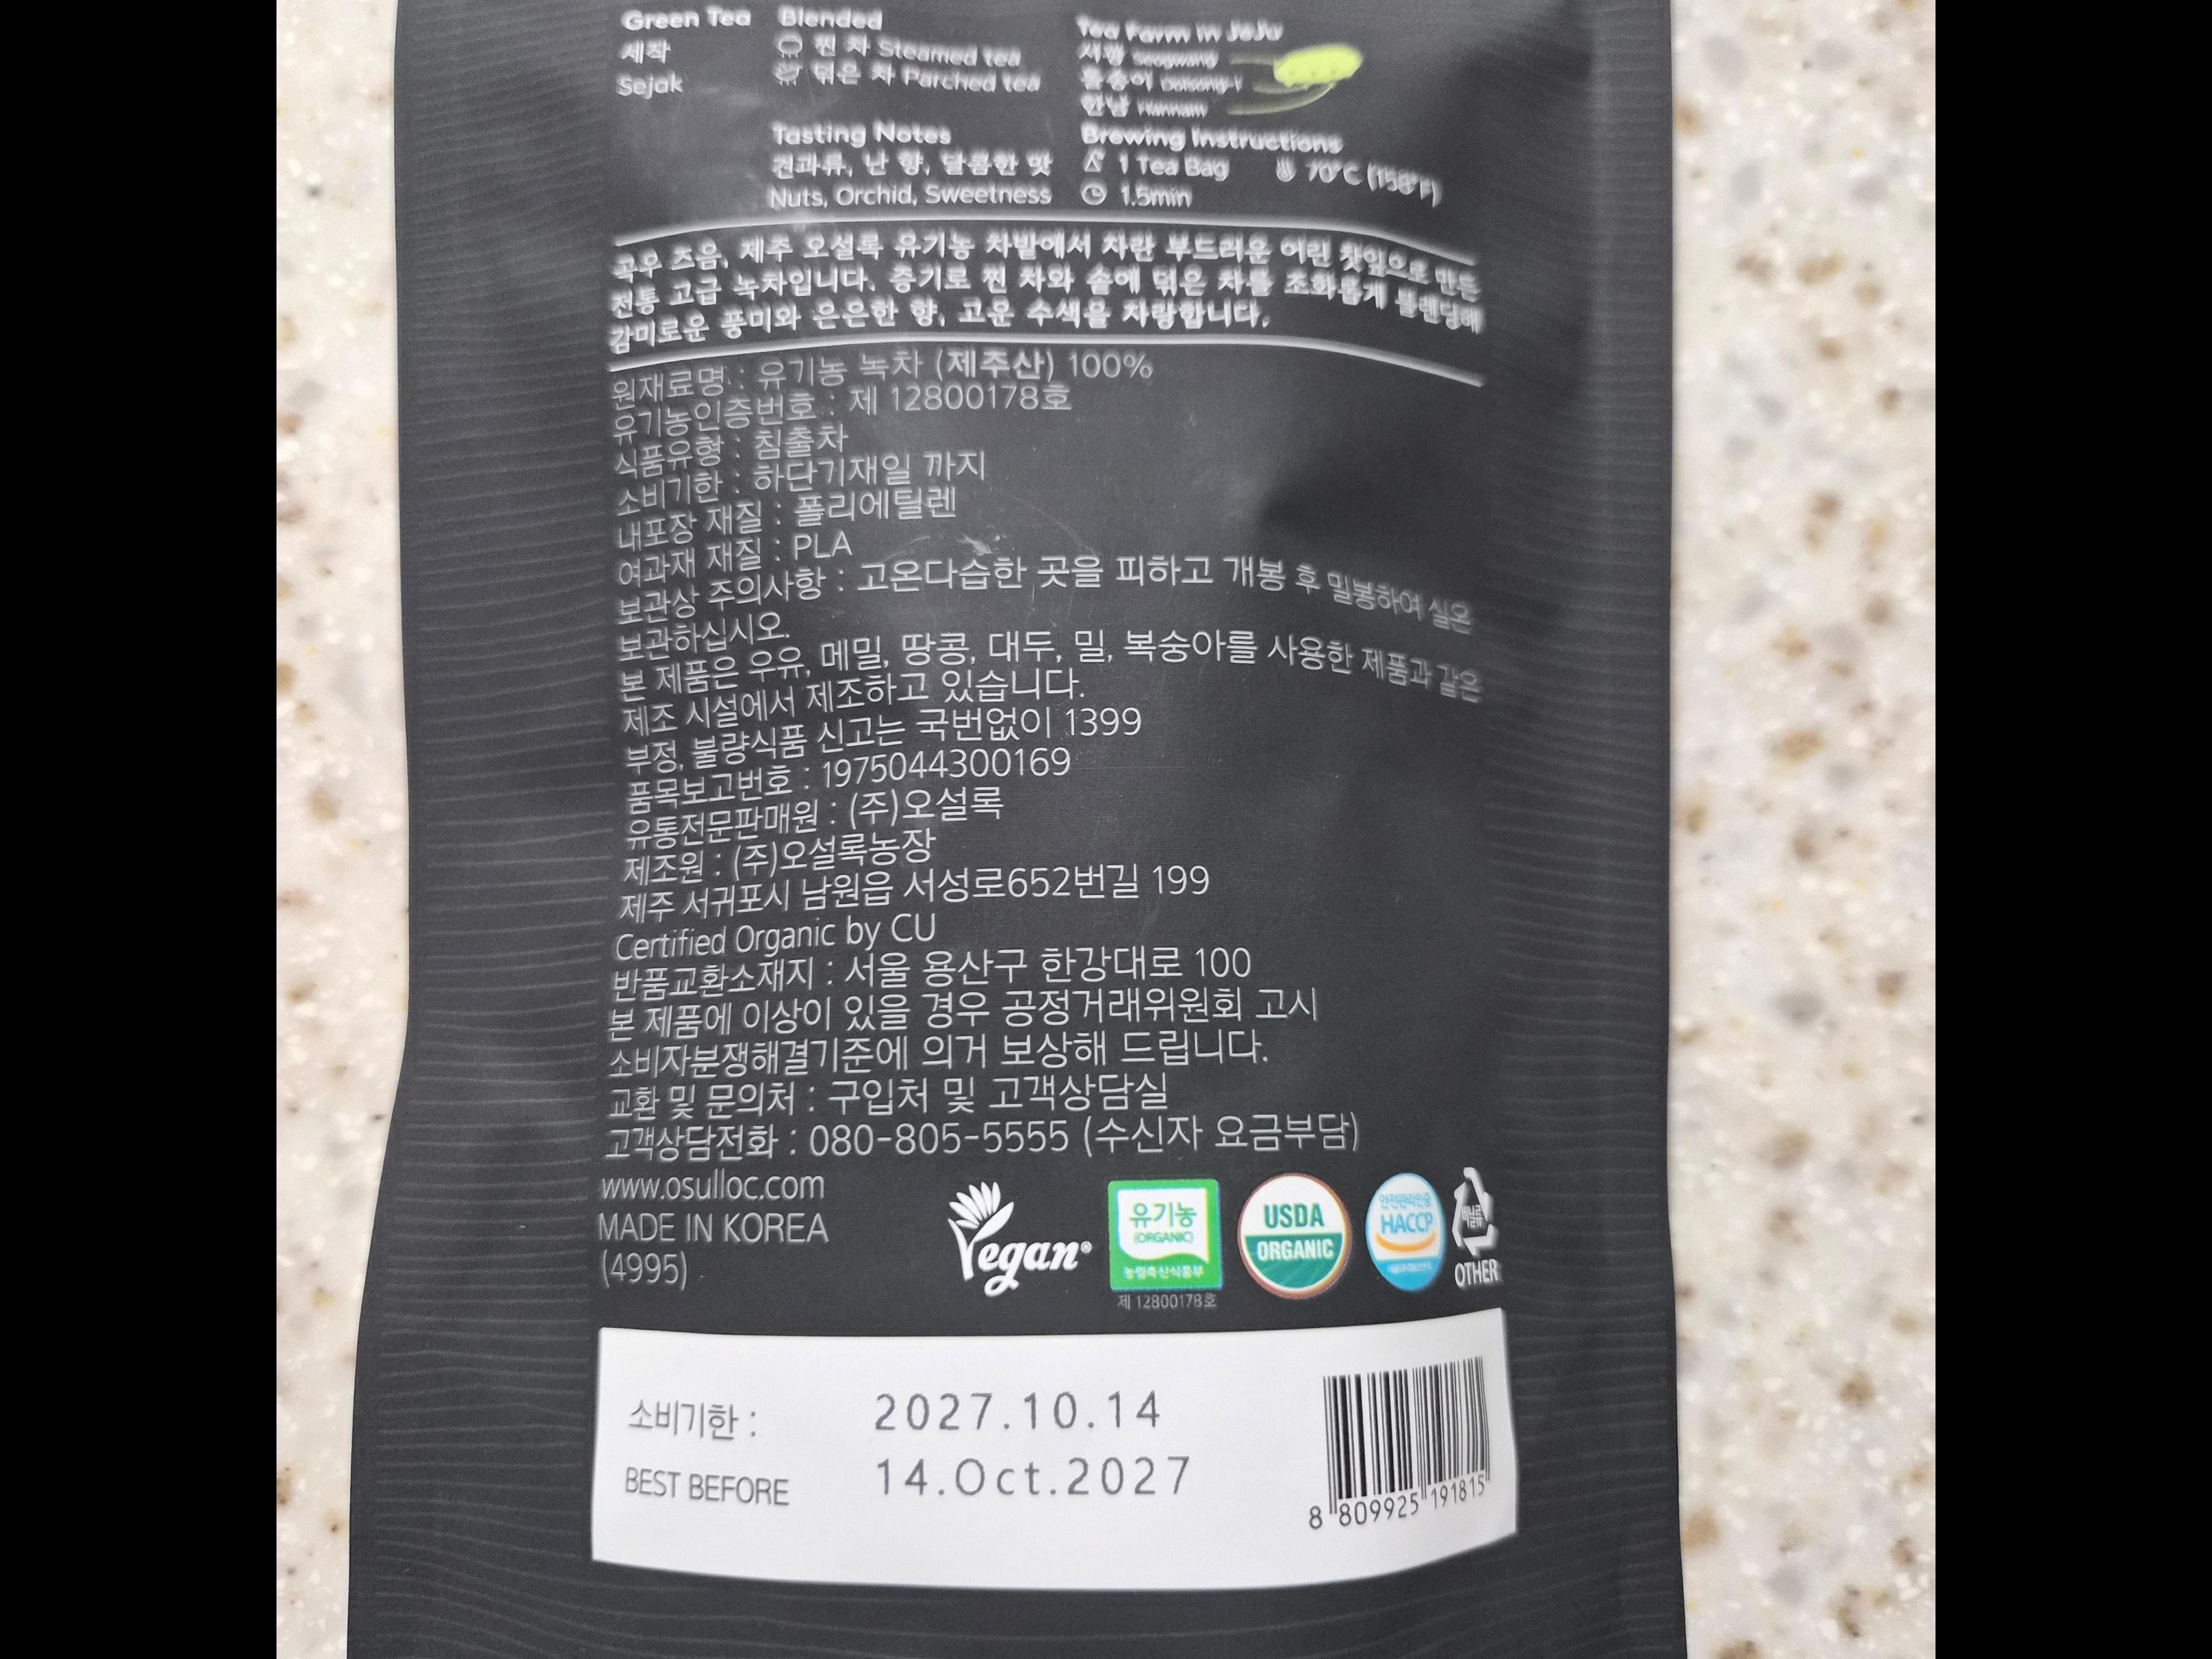 Green Tea
세작
Sejak
Blended
찐 차 Steamed tea
덖은 차 Parched tea
Tea Farm in Jeju
서광 Seogwang
돌송이 Dolsong-i
한남 Hannam
Tasting Notes
견과류, 난 향, 달콤한 맛
Nuts, Orchid, Sweetness
Brewing Instructions
1 Tea Bag 70°C (158°F)
1.5min
곡우 즈음, 제주 오설록 유기농 차밭에서 자란 부드러운 어린 찻잎으로 만든
전통 고급 녹차입니다. 증기로 찐 차와 솥에 덖은 차를 조화롭게 블렌딩해
감미로운 풍미와 은은한 향, 고운 수색을 자랑합니다.
원재료명 : 유기농 녹차 (제주산) 100%
유기농인증번호 : 제 12800178호
식품유형 : 침출차
소비기한 : 하단기재일 까지
내포장 재질 : 폴리에틸렌
여과재 재질 : PLA
보관상 주의사항 : 고온다습한 곳을 피하고 개봉 후 밀봉하여 실온
보관하십시오.
본 제품은 우유, 메밀, 땅콩, 대두, 밀, 복숭아를 사용한 제품과 같은
제조 시설에서 제조하고 있습니다.
부정, 불량식품 신고는 국번없이 1399
품목보고번호 : 1975044300169
유통전문판매원 : (주)오설록
제조원 : (주)오설록농장
제주 서귀포시 남원읍 서성로652번길 199
Certified Organic by CU
반품교환소재지 : 서울 용산구 한강대로 100
본 제품에 이상이 있을 경우 공정거래위원회 고시
소비자분쟁해결기준에 의거 보상해 드립니다.
교환 및 문의처 : 구입처 및 고객상담실
고객상담전화 : 080-805-5555 (수신자 요금부담)
www.osulloc.com
MADE IN KOREA
(4995)
Vegan®
유기농
(ORGANIC)
농림축산식품부
제 12800178호
USDA
ORGANIC
안전관리인증
HACCP
비닐류
OTHER
소비기한 : 2027.10.14
BEST BEFORE 14.Oct.2027
8 809925 191815